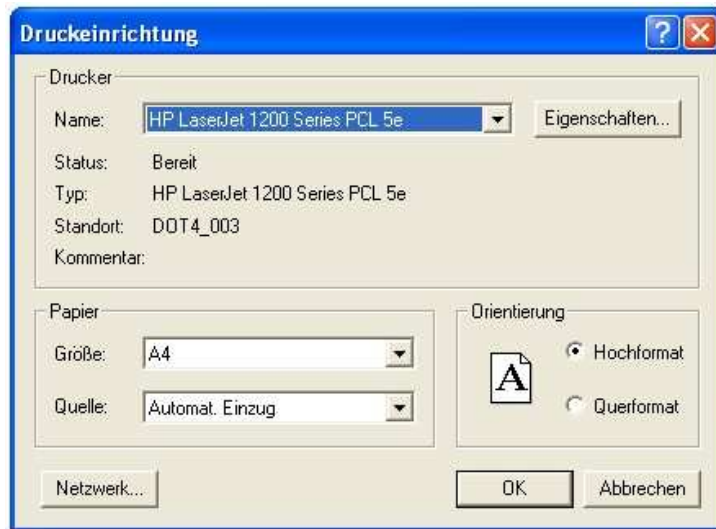 Druckeinrichtung
Drucker
Name: HP LaserJet 1200 Series PCL 5e Eigenschaften...
Status: Bereit
Typ: HP LaserJet 1200 Series PCL 5e
Standort: DOT4_003
Kommentar:
Papier
Größe: A4
Quelle: Automat. Einzug
Orientierung
A
Hochformat
Querformat
Netzwerk... OK Abbrechen